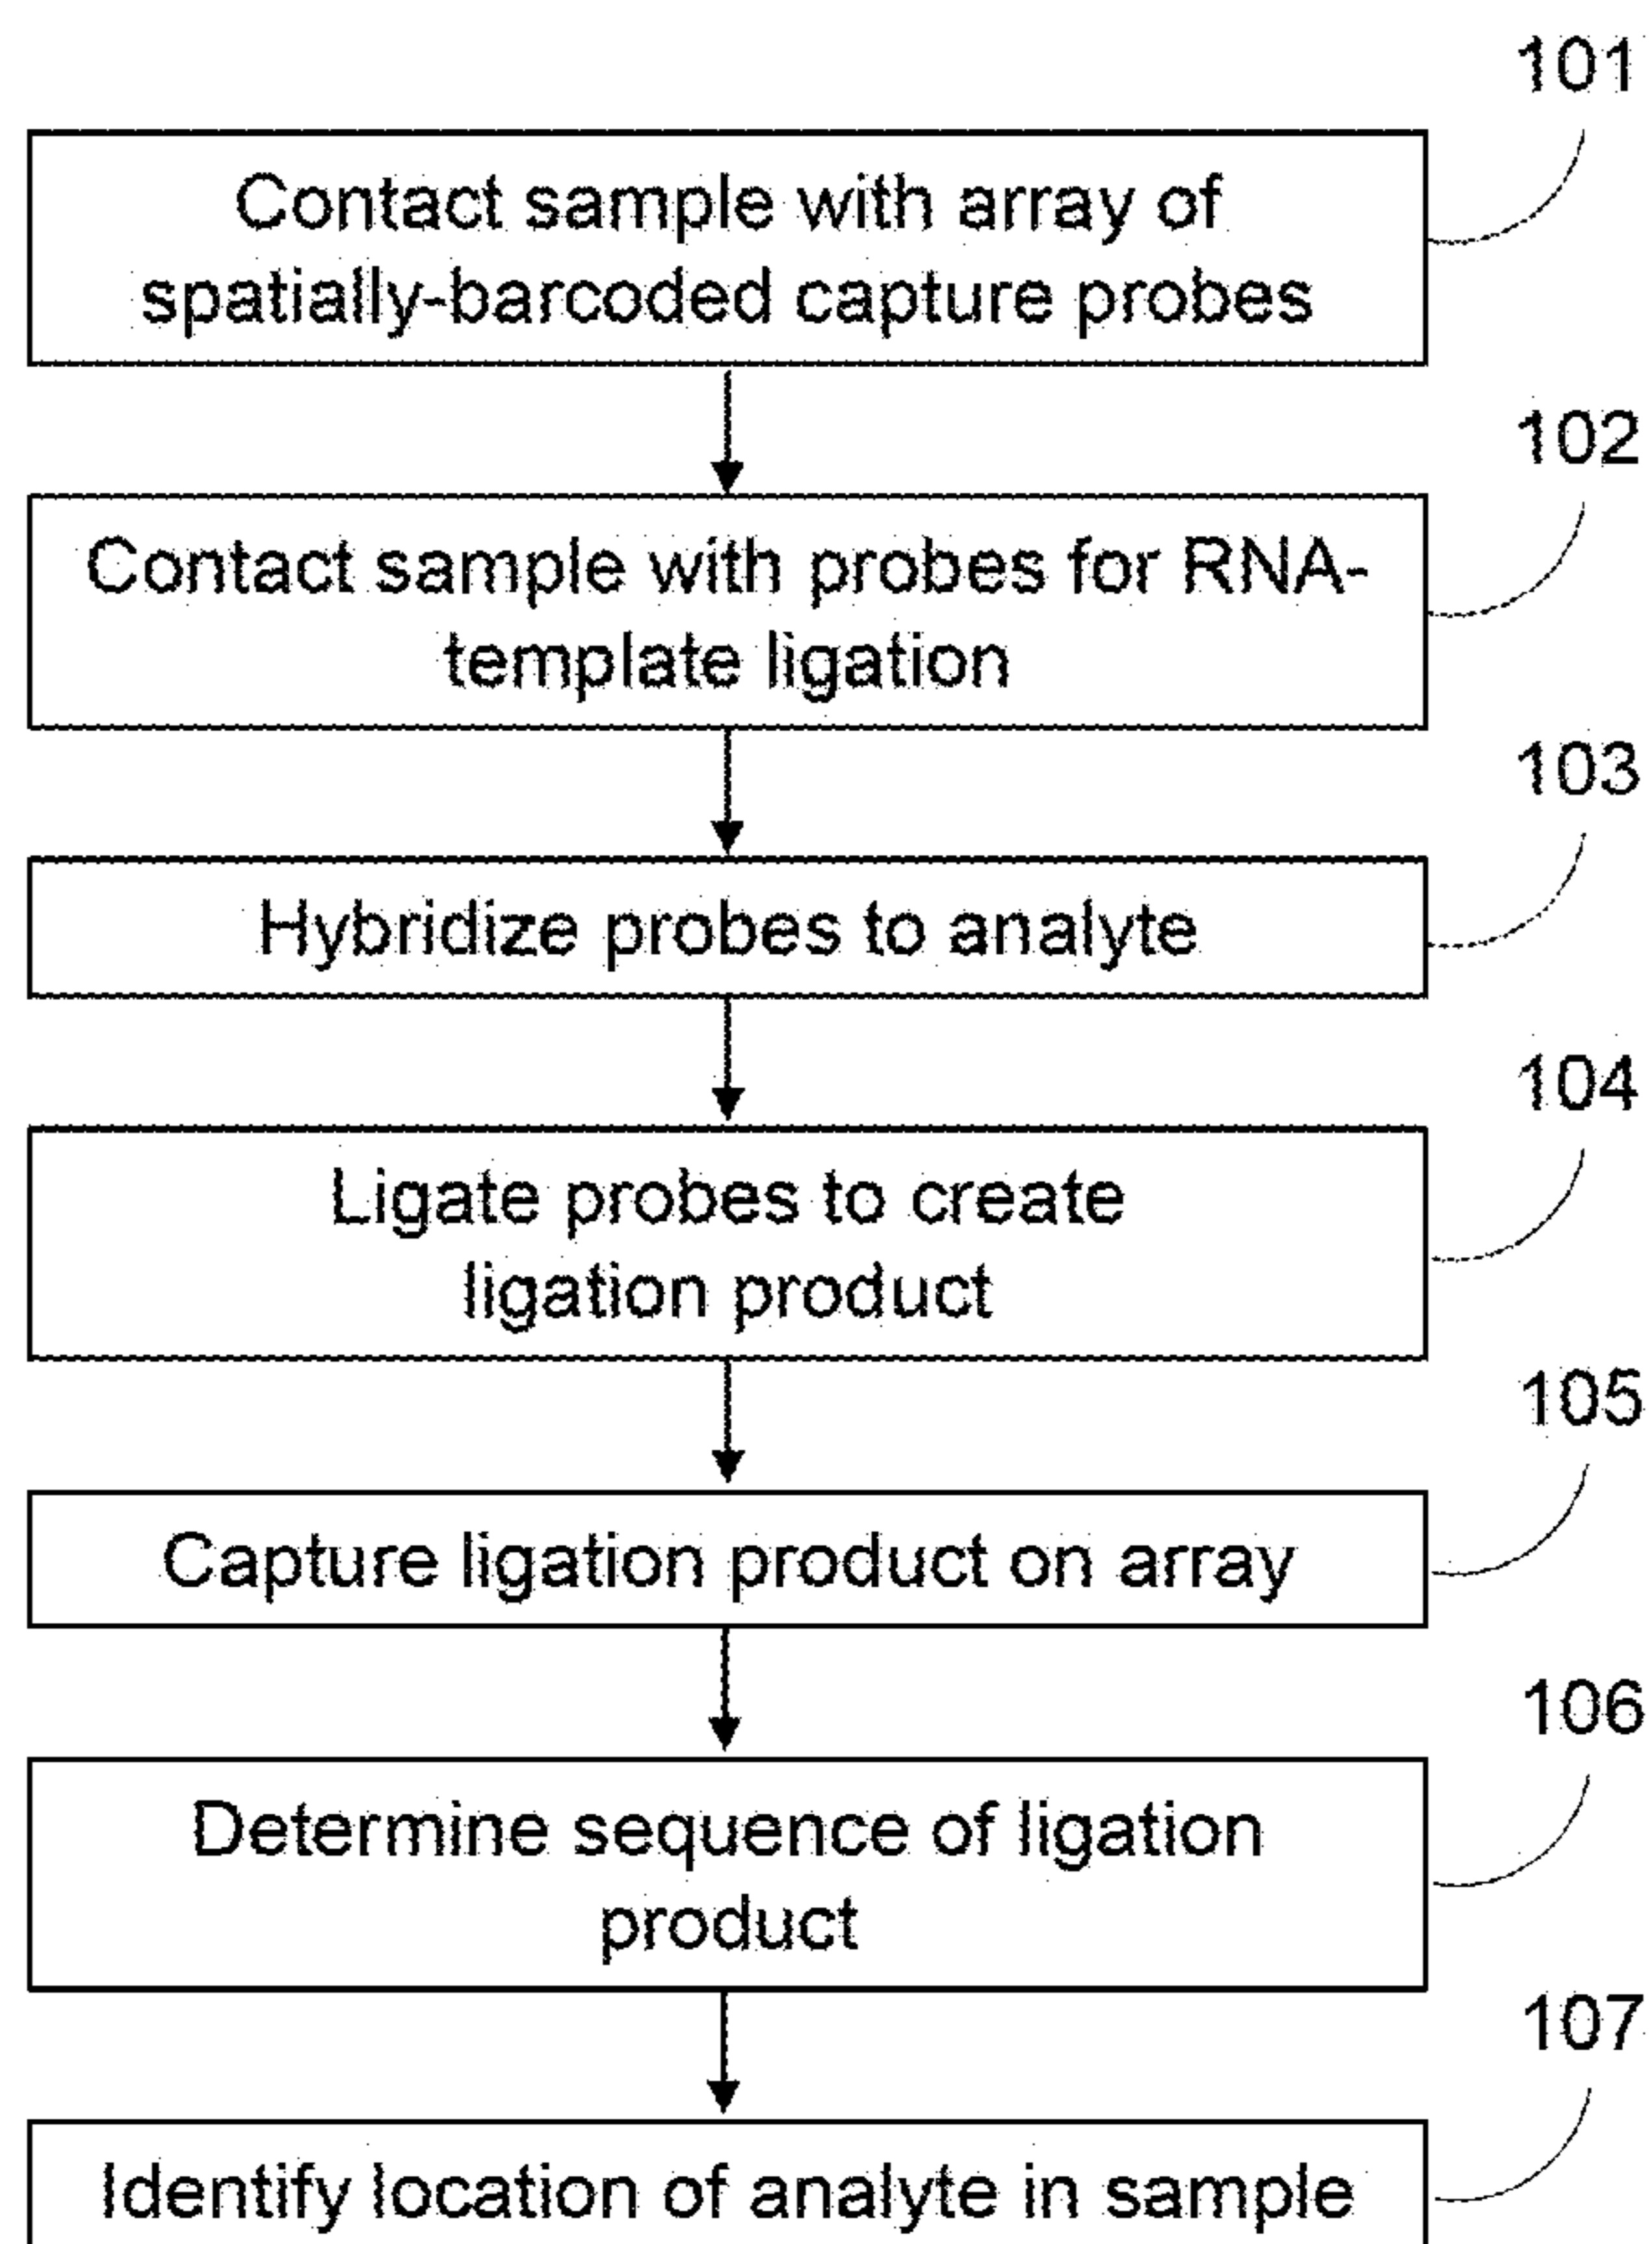 101
Contact sample with array of
spatially-barcoded capture probes
102
Contact sample with probes for RNA-
template ligation
103
Hybridize probes to analyte
104
Ligate probes to create
ligation product
105
Capture ligation product on array
106
Determine sequence of ligation
product
107
Identify location of analyte in sample